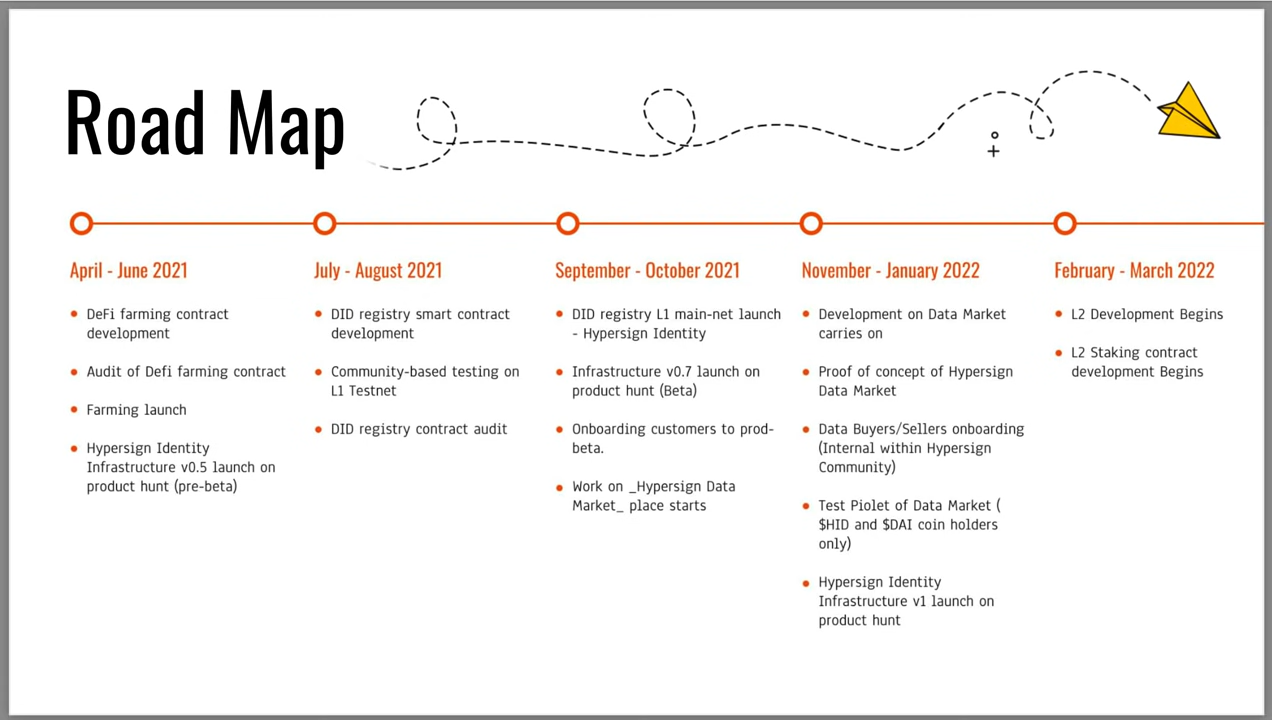 Road Map
April - June 2021
DeFi farming contract
development
Audit of Defi farming contract
Farming launch
Hypersign Identity
Infrastructure v0.5 launch on
product hunt (pre-beta)
July - August 2021
DID registry smart contract
development
Community-based testing on
L1 Testnet
DID registry contract audit
September - October 2021
DID registry L1 main-net launch
- Hypersign Identity
Infrastructure v0.7 launch on
product hunt (Beta)
Onboarding customers to prod-
beta.
Work on _Hypersign Data
Market_ place starts
November - January 2022
Development on Data Market
carries on
Proof of concept of Hypersign
Data Market
Data Buyers/Sellers onboarding
(Internal within Hypersign
Community)
Test Piolet of Data Market (
$HID and $DAI coin holders
only)
Hypersign Identity
Infrastructure v1 launch on
product hunt
February - March 2022
L2 Development Begins
L2 Staking contract
development Begins